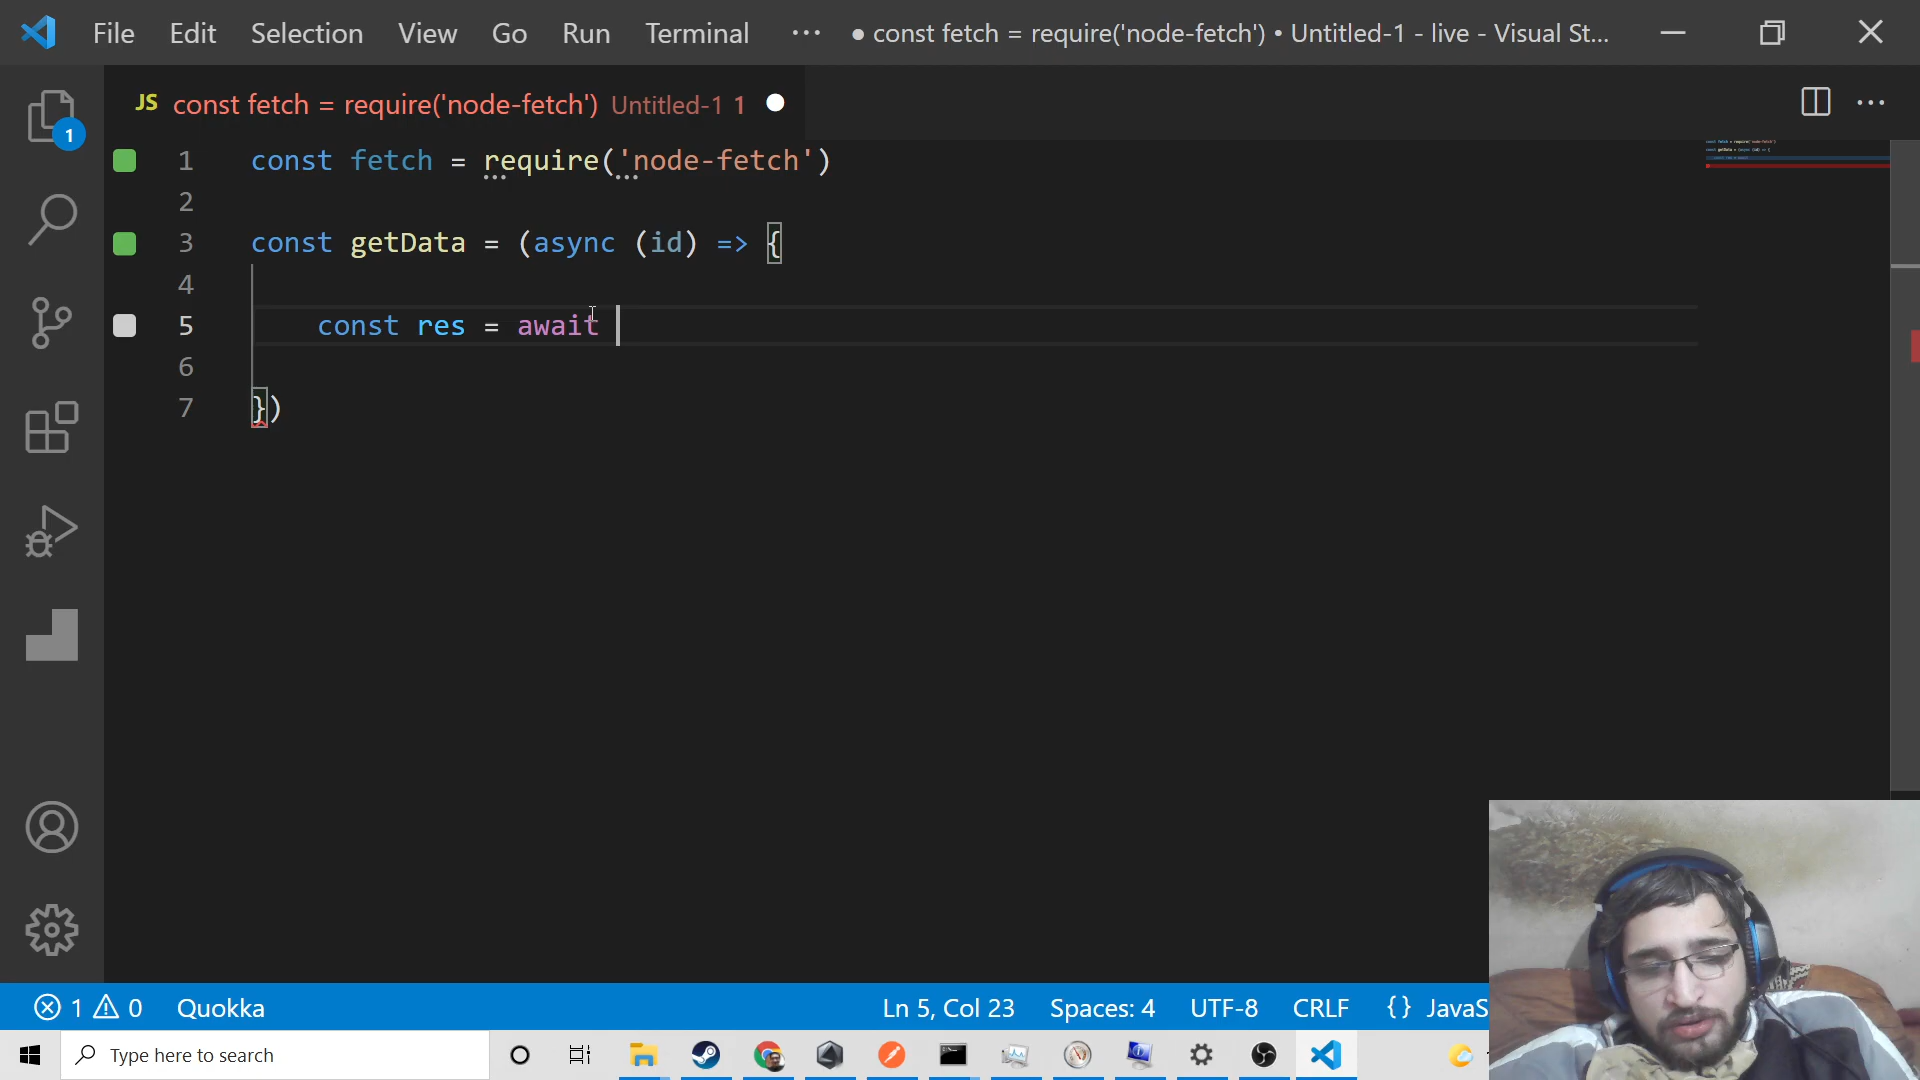 File Edit Selection View Go Run Terminal ··· ● const fetch = require('node-fetch') • Untitled-1 - live - Visual St...
JS const fetch = require('node-fetch') Untitled-1 1
1
1 const fetch = require('node-fetch')
2
3 const getData = (async (id) => {
4
5 const res = await
6
7 })
1 0 Quokka Ln 5, Col 23 Spaces: 4 UTF-8 CRLF {} JavaS
Type here to search